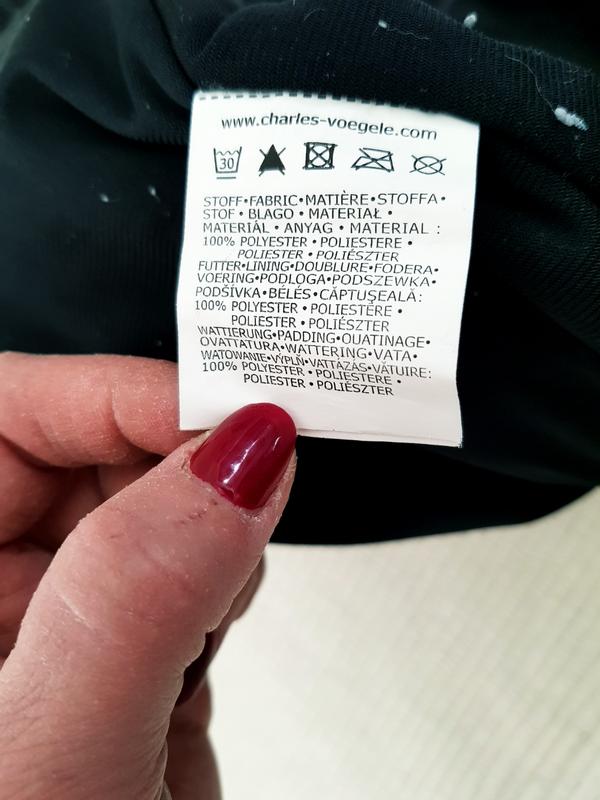 www.charles-voegele.com
30
STOFF•FABRIC•MATIÈRE•STOFFA•
STOF • BLAGO • MATERIAŁ •
MATERIÁL • ANYAG • MATERIAL :
100% POLYESTER • POLIESTERE •
POLIESTER • POLIÉSZTER
FUTTER•LINING•DOUBLURE•FODERA•
VOERING•PODLOGA•PODSZEWKA•
PODŠÍVKA•BÉLÉS•CĂPTUŞEALĂ:
100% POLYESTER • POLIESTERE •
POLIESTER • POLIÉSZTER
WATTIERUNG•PADDING•OUATINAGE•
OVATTATURA•WATTERING•VATA•
WATOWANIE•VÝPLŇ•VATTÁZÁS•VĂTUIRE:
100% POLYESTER • POLIESTERE •
POLIESTER • POLIÉSZTER